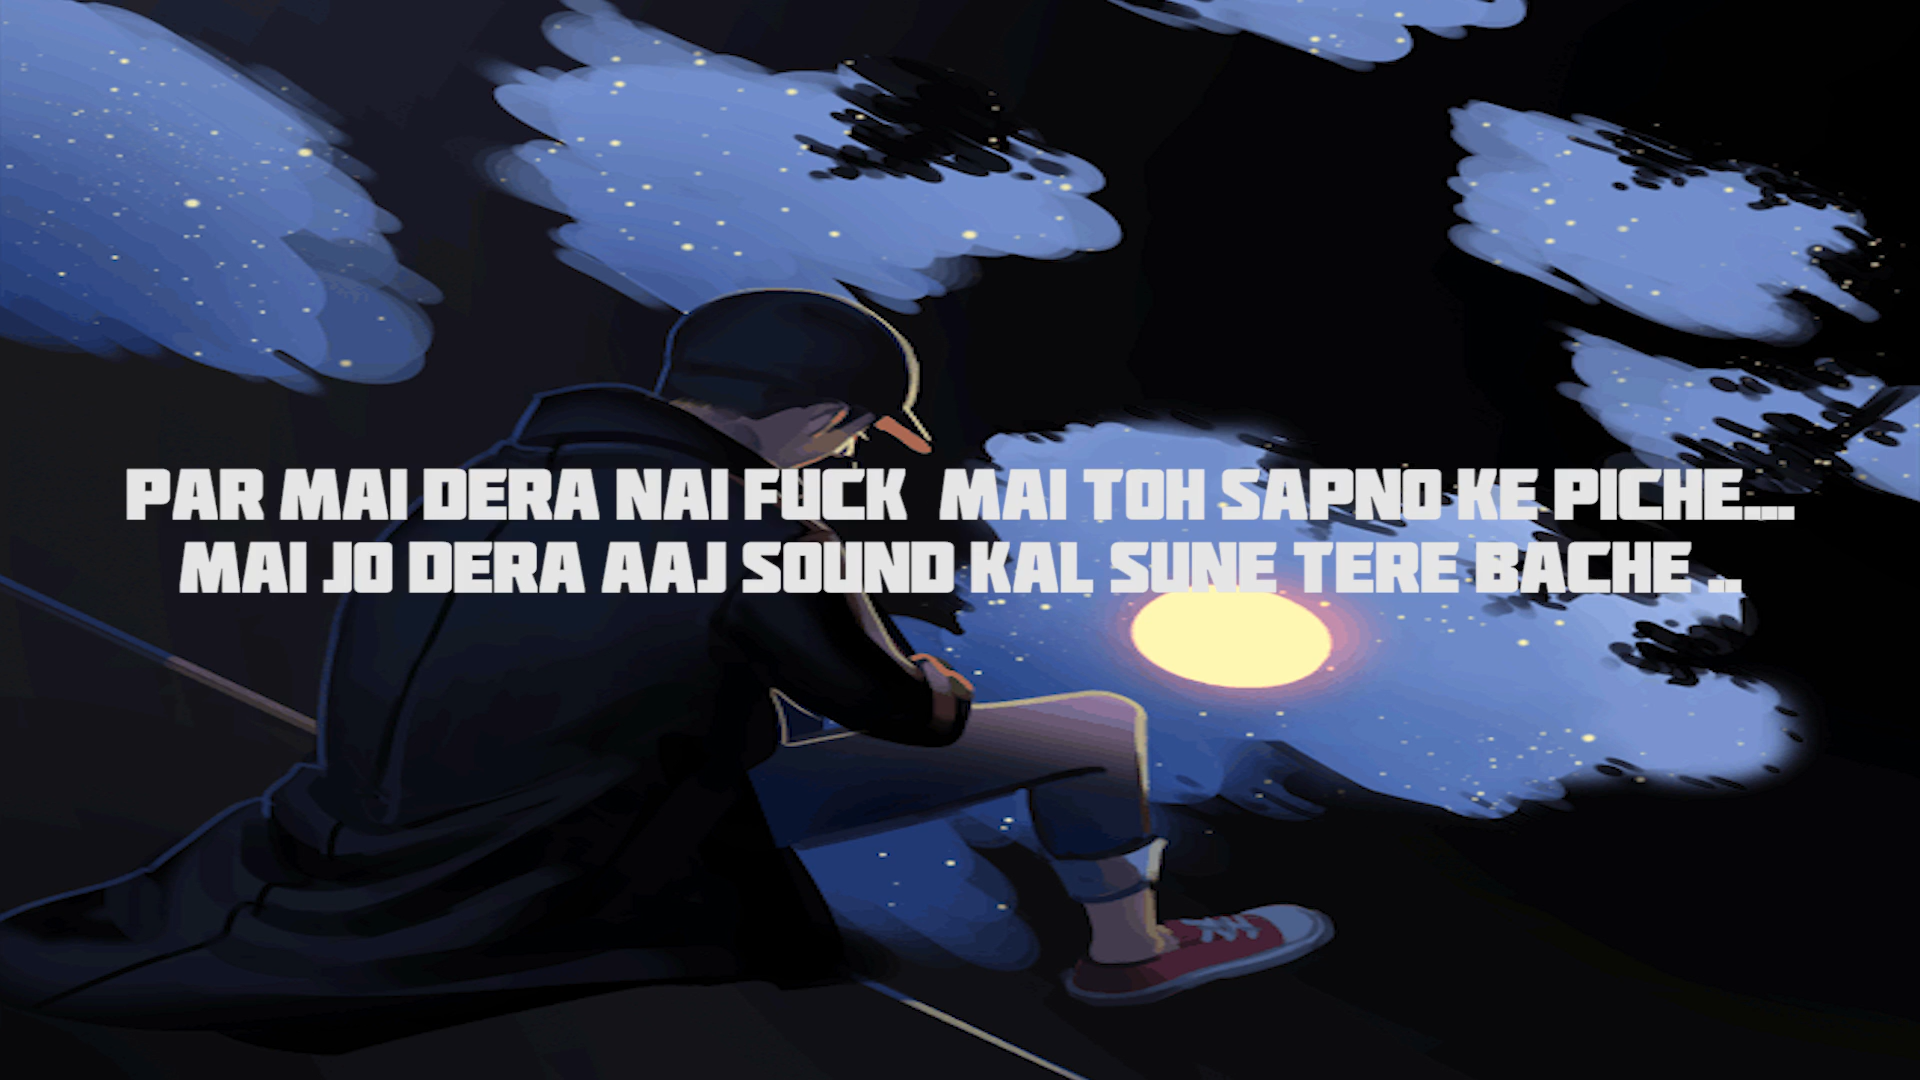 PAR MAI DERA NAI FUCK MAI TOH SAPNO KE PICHE...
MAI JO DERA AAJ SOUND KAL SUNE TERE BACHE ..